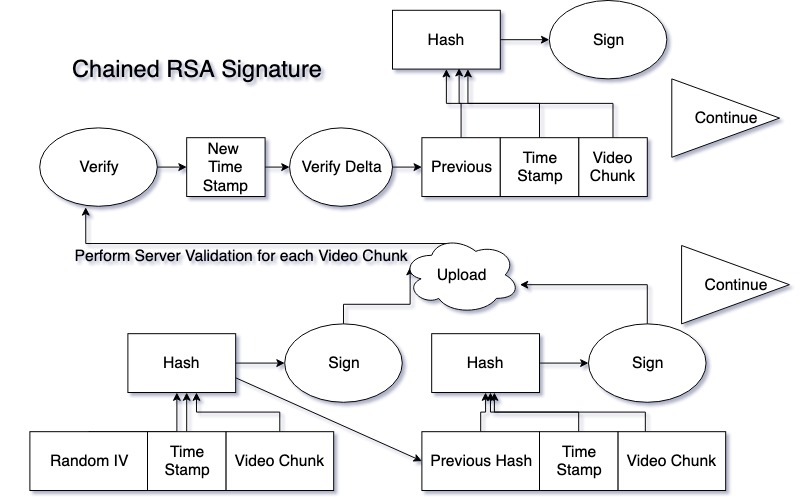 Hash
Sign
Chained RSA Signature
Continue
Verify
New
Time
Stamp
Verify Delta
Previous
Time
Stamp
Video
Chunk
Perform Server Validation for each Video Chunk
Upload
Continue
Hash
Sign
Hash
Sign
Random IV
Time
Stamp
Video Chunk
Previous Hash
Time
Stamp
Video Chunk